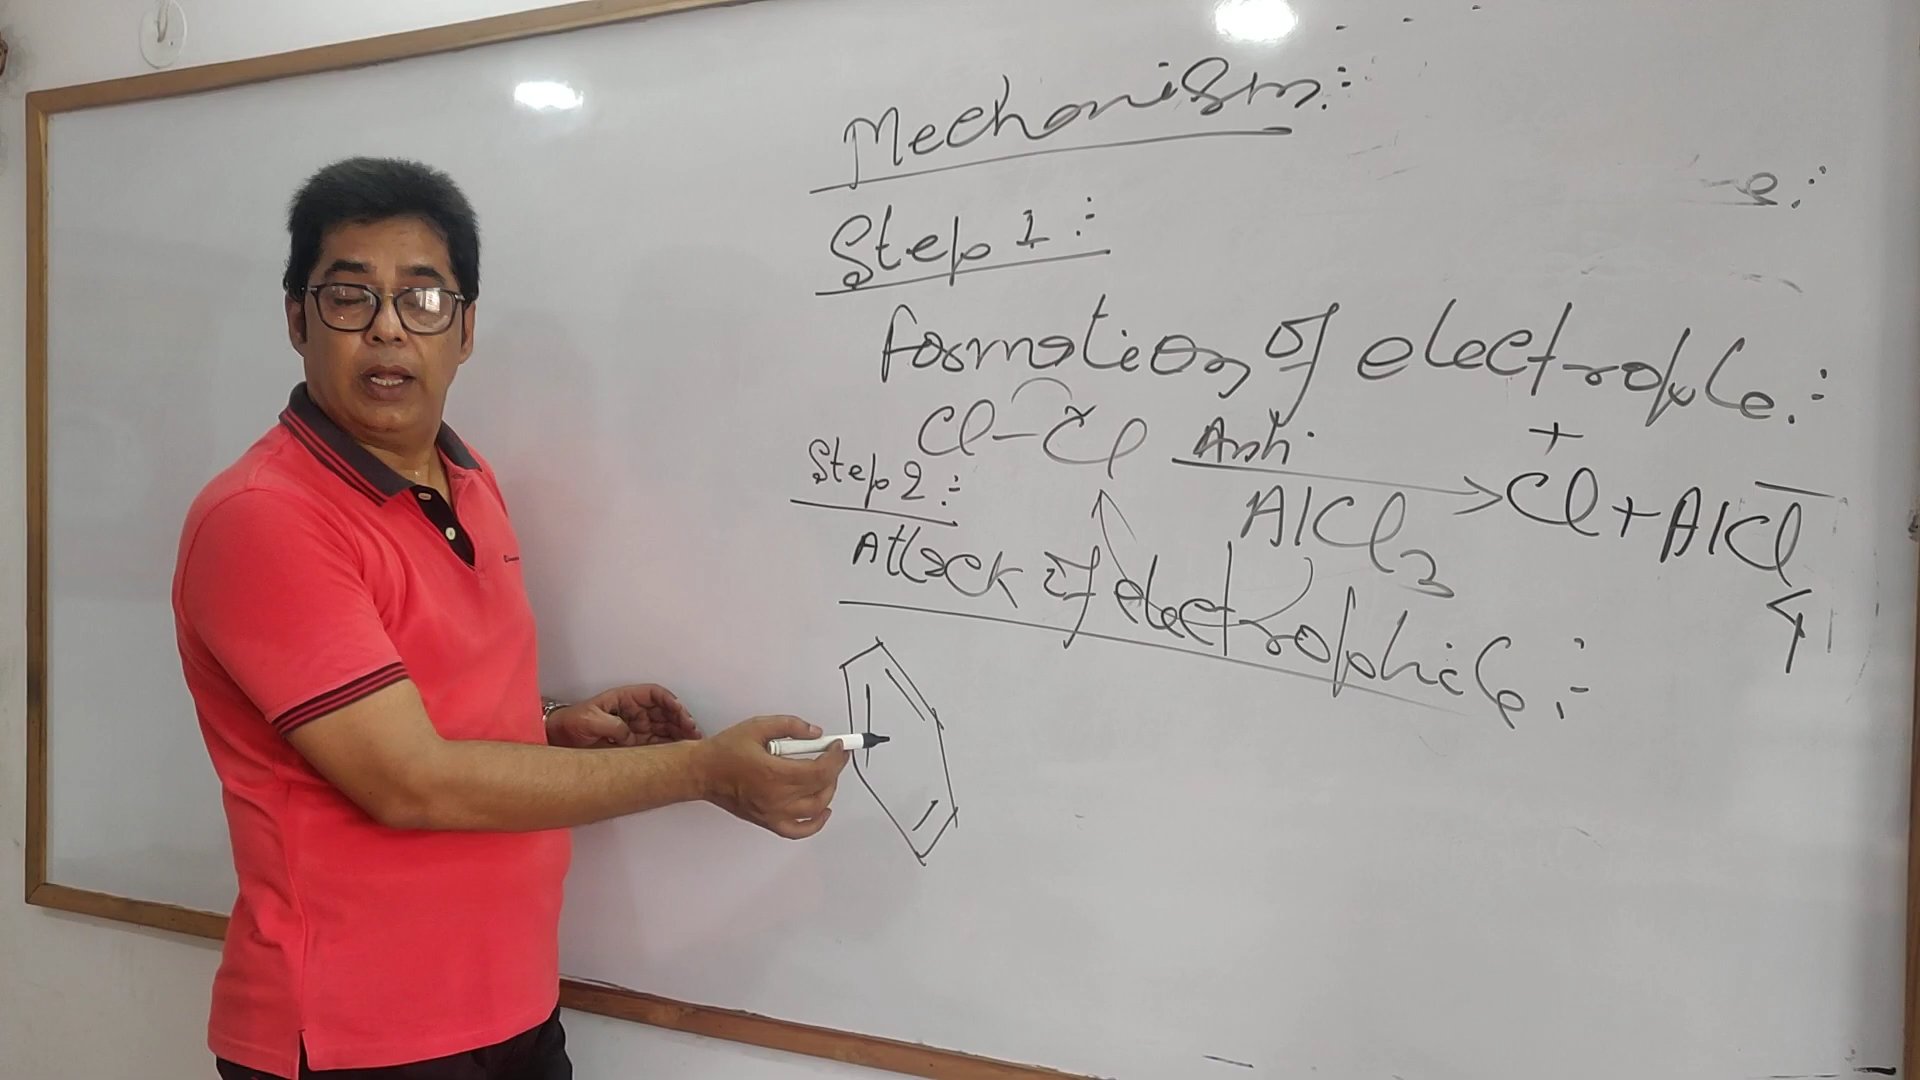 Mechanism:
Step 1:
formation of electrophile:
Cl-Cl Anh. AlCl3 → Cl+ + AlCl4-
Step 2:
Attack of electrophile: